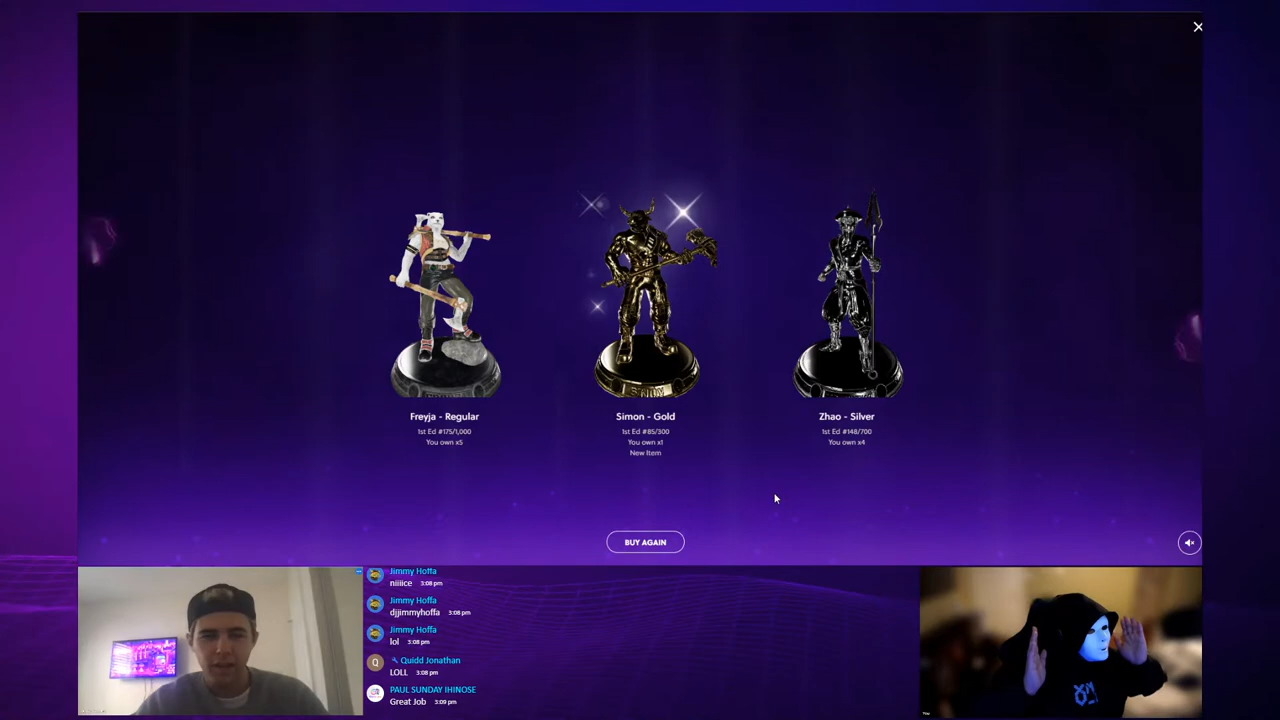 Freyja - Regular
1st Ed #175/1,000
You own x5
Simon - Gold
1st Ed #85/300
You own x1
New Item
Zhao - Silver
1st Ed #148/700
You own x4
BUY AGAIN
Jimmy Hoffa
niiiice 3:08 pm
Jimmy Hoffa
djjimmyhoffa 3:08 pm
Jimmy Hoffa
lol 3:08 pm
Q
Quidd Jonathan
LOLL 3:08 pm
PAUL SUNDAY IHINOSE
Great Job 3:09 pm